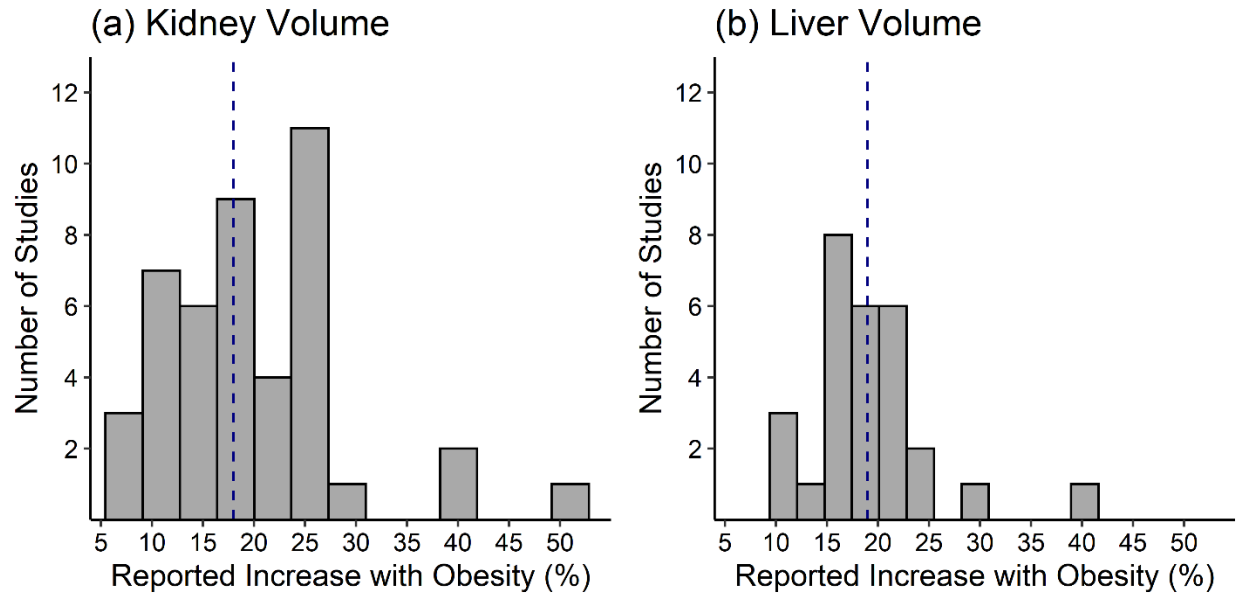 (a) Kidney Volume
12
10
8
6
4
2
Number of Studies
5 10 15 20 25 30 35 40 45 50
Reported Increase with Obesity (%)
(b) Liver Volume
12
10
8
6
4
2
Number of Studies
5 10 15 20 25 30 35 40 45 50
Reported Increase with Obesity (%)